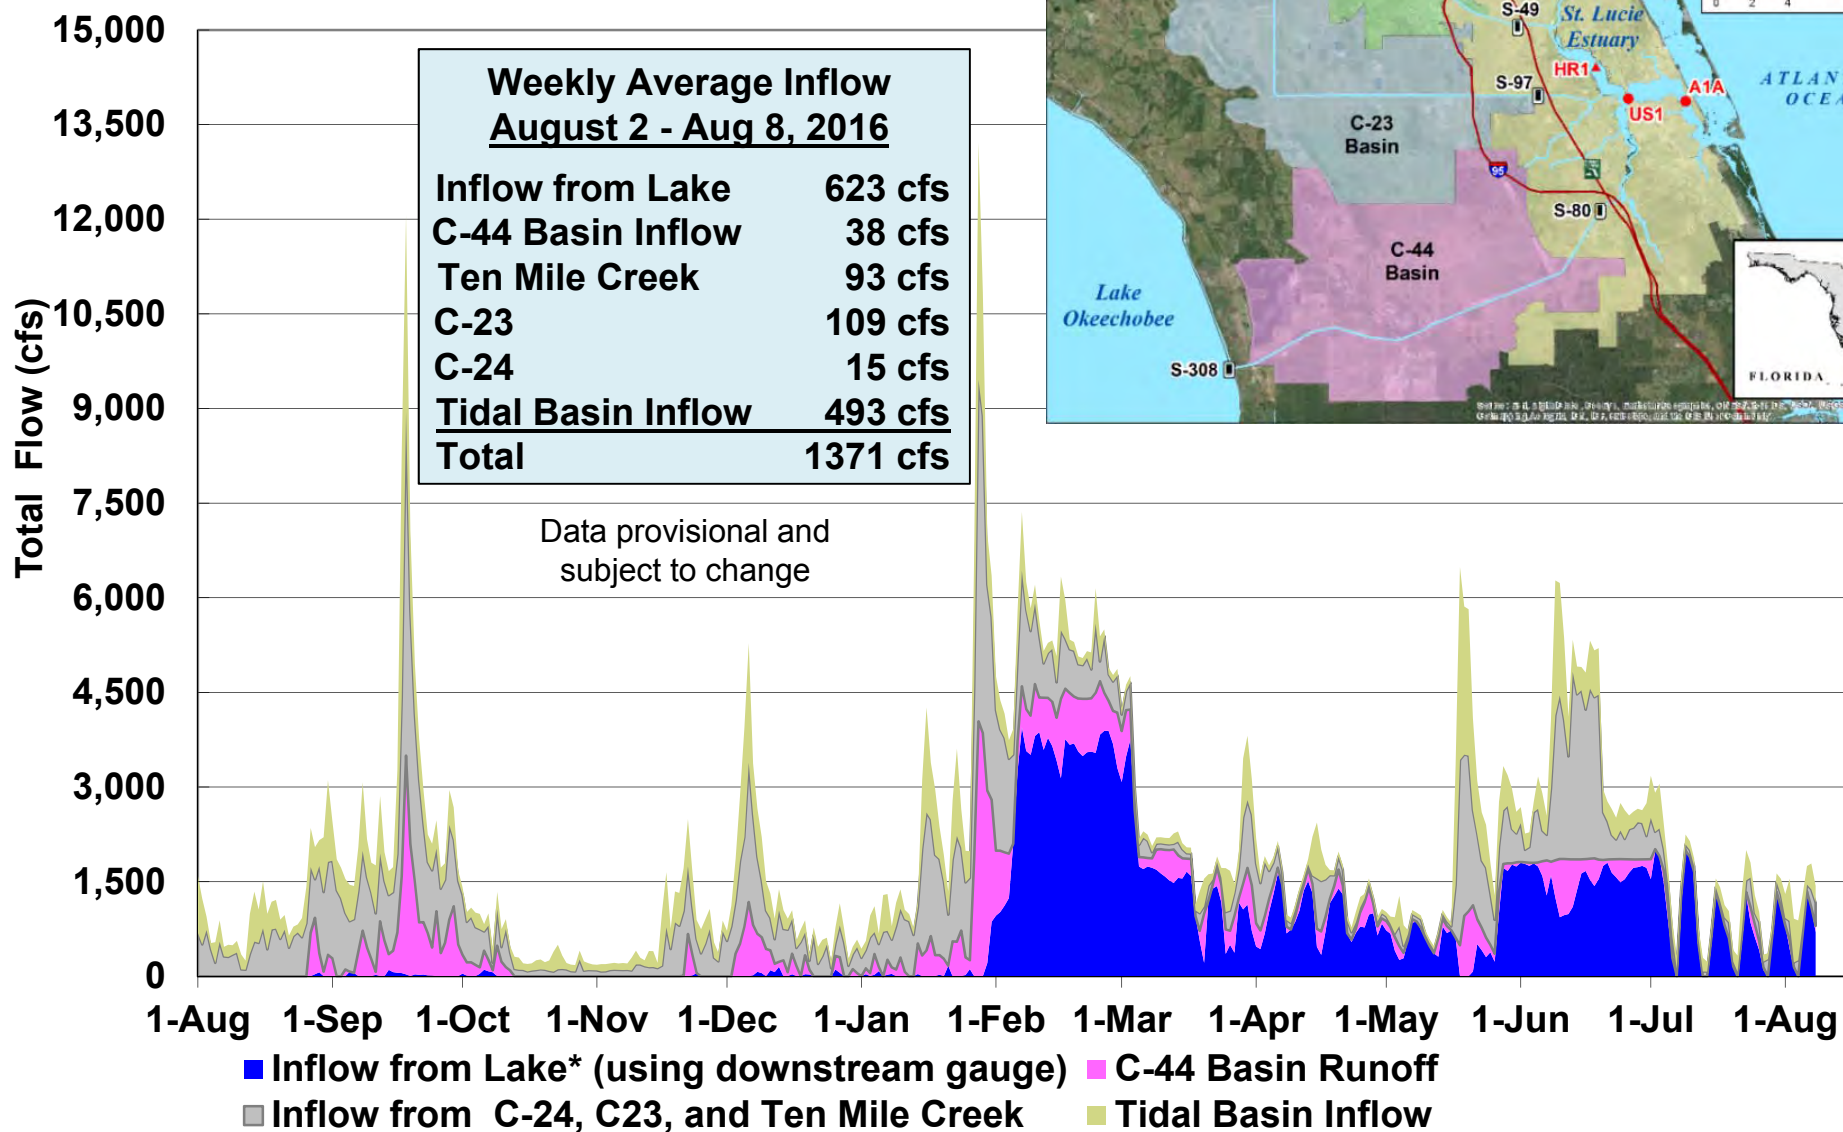 15,000
13,500
12,000
10,500
9,000
7,500
6,000
4,500
3,000
1,500
0
Total Flow (cfs)
Weekly Average Inflow
August 2 - Aug 8, 2016
Inflow from Lake 623 cfs
C-44 Basin Inflow 38 cfs
Ten Mile Creek 93 cfs
C-23 109 cfs
C-24 15 cfs
Tidal Basin Inflow 493 cfs
Total 1371 cfs
Data provisional and
subject to change
0 2 4
S-49
St. Lucie
Estuary
HR1
A1A
US1
S-97
ATLAN
OCEA
C-23
Basin
95
S-80
C-44
Basin
Lake
Okeechobee
S-308
FLORIDA
1-Aug 1-Sep 1-Oct 1-Nov 1-Dec 1-Jan 1-Feb 1-Mar 1-Apr 1-May 1-Jun 1-Jul 1-Aug
Inflow from Lake* (using downstream gauge) C-44 Basin Runoff
Inflow from C-24, C23, and Ten Mile Creek Tidal Basin Inflow